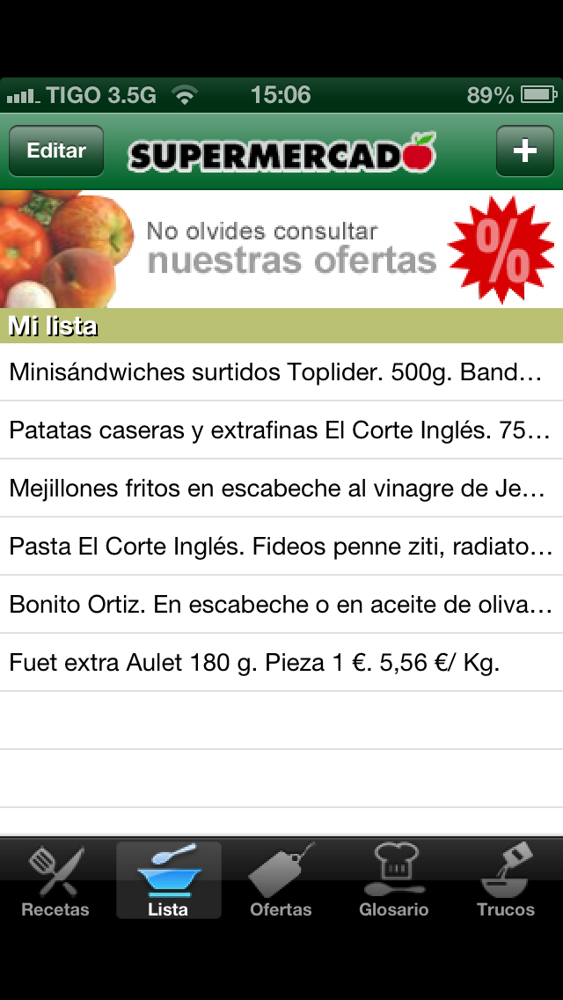 TIGO 3.5G 15:06 89%
Editar SUPERMERCADO +
No olvides consultar
nuestras ofertas %
Mi lista
Minisándwiches surtidos Toplider. 500g. Band...
Patatas caseras y extrafinas El Corte Inglés. 75...
Mejillones fritos en escabeche al vinagre de Je...
Pasta El Corte Inglés. Fideos penne ziti, radiato...
Bonito Ortiz. En escabeche o en aceite de oliva...
Fuet extra Aulet 180 g. Pieza 1 €. 5,56 €/ Kg.
Recetas Lista Ofertas Glosario Trucos